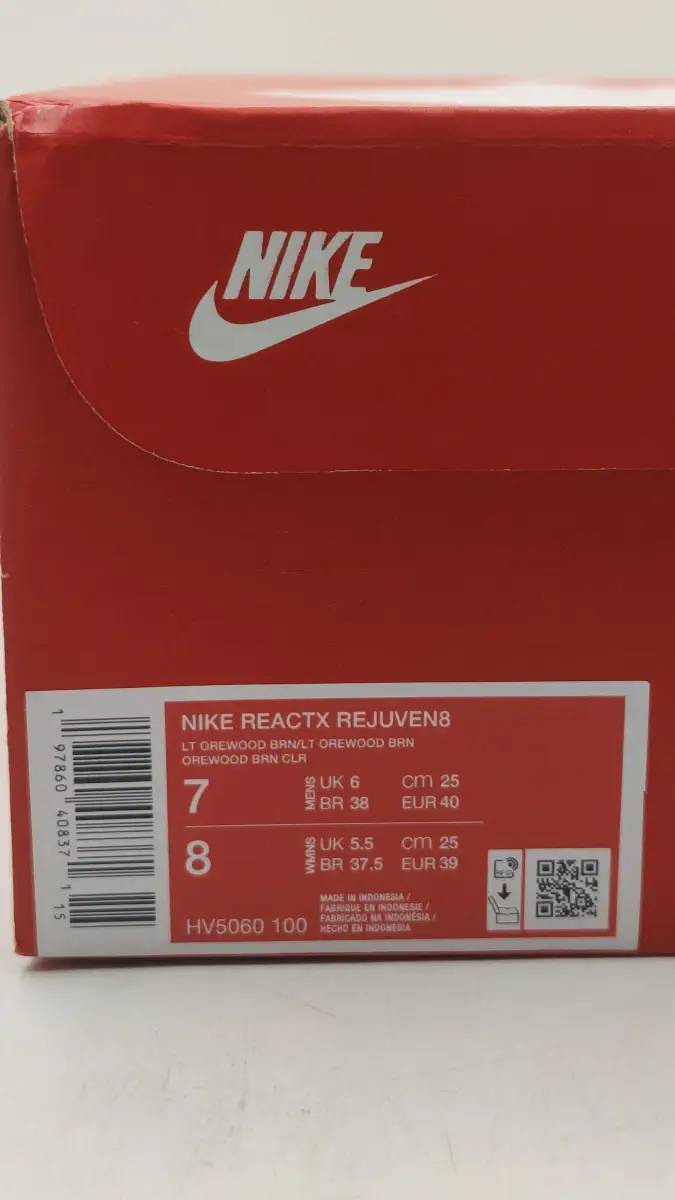 NIKE
NIKE REACTX REJUVEN8
LT OREWOOD BRN/LT OREWOOD BRN
OREWOOD BRN CLR
7 MENS UK 6 cm 25
BR 38 EUR 40
8 WMNS UK 5.5 cm 25
BR 37.5 EUR 39
MADE IN INDONESIA /
FABRIQUE EN INDONESIE /
FABRICADO NA INDONÉSIA /
HECHO EN INDONESIA
HV5060 100
1 97860 40837 1 15